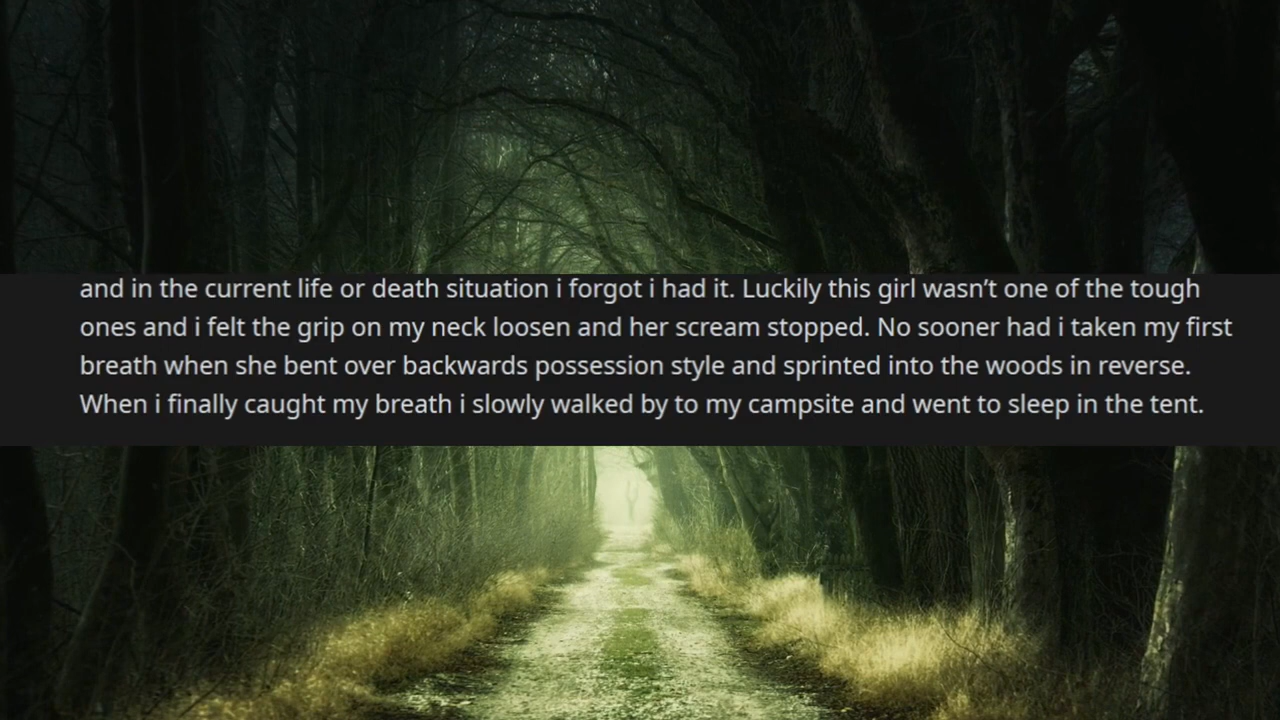 and in the current life or death situation i forgot i had it. Luckily this girl wasn’t one of the tough
ones and i felt the grip on my neck loosen and her scream stopped. No sooner had i taken my first
breath when she bent over backwards possession style and sprinted into the woods in reverse.
When i finally caught my breath i slowly walked by to my campsite and went to sleep in the tent.